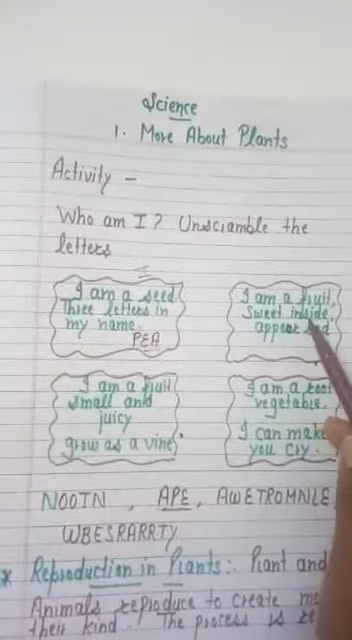 Science
1. More About Plants
Activity -
Who am I? Unscramble the
letters
I am a seed.
Three letters in
my name.
PEA
I am a fruit,
Sweet inside,
appear red
I am a fruit
small and
juicy
grow as a vine.
I am a root
vegetable.
I can make
you cry.
NOOIN, APE, AWETROMNLE
WBESRARRTY
* Reproduction in Plants:- Plant and
Animals reproduce to create
their kind. The process is